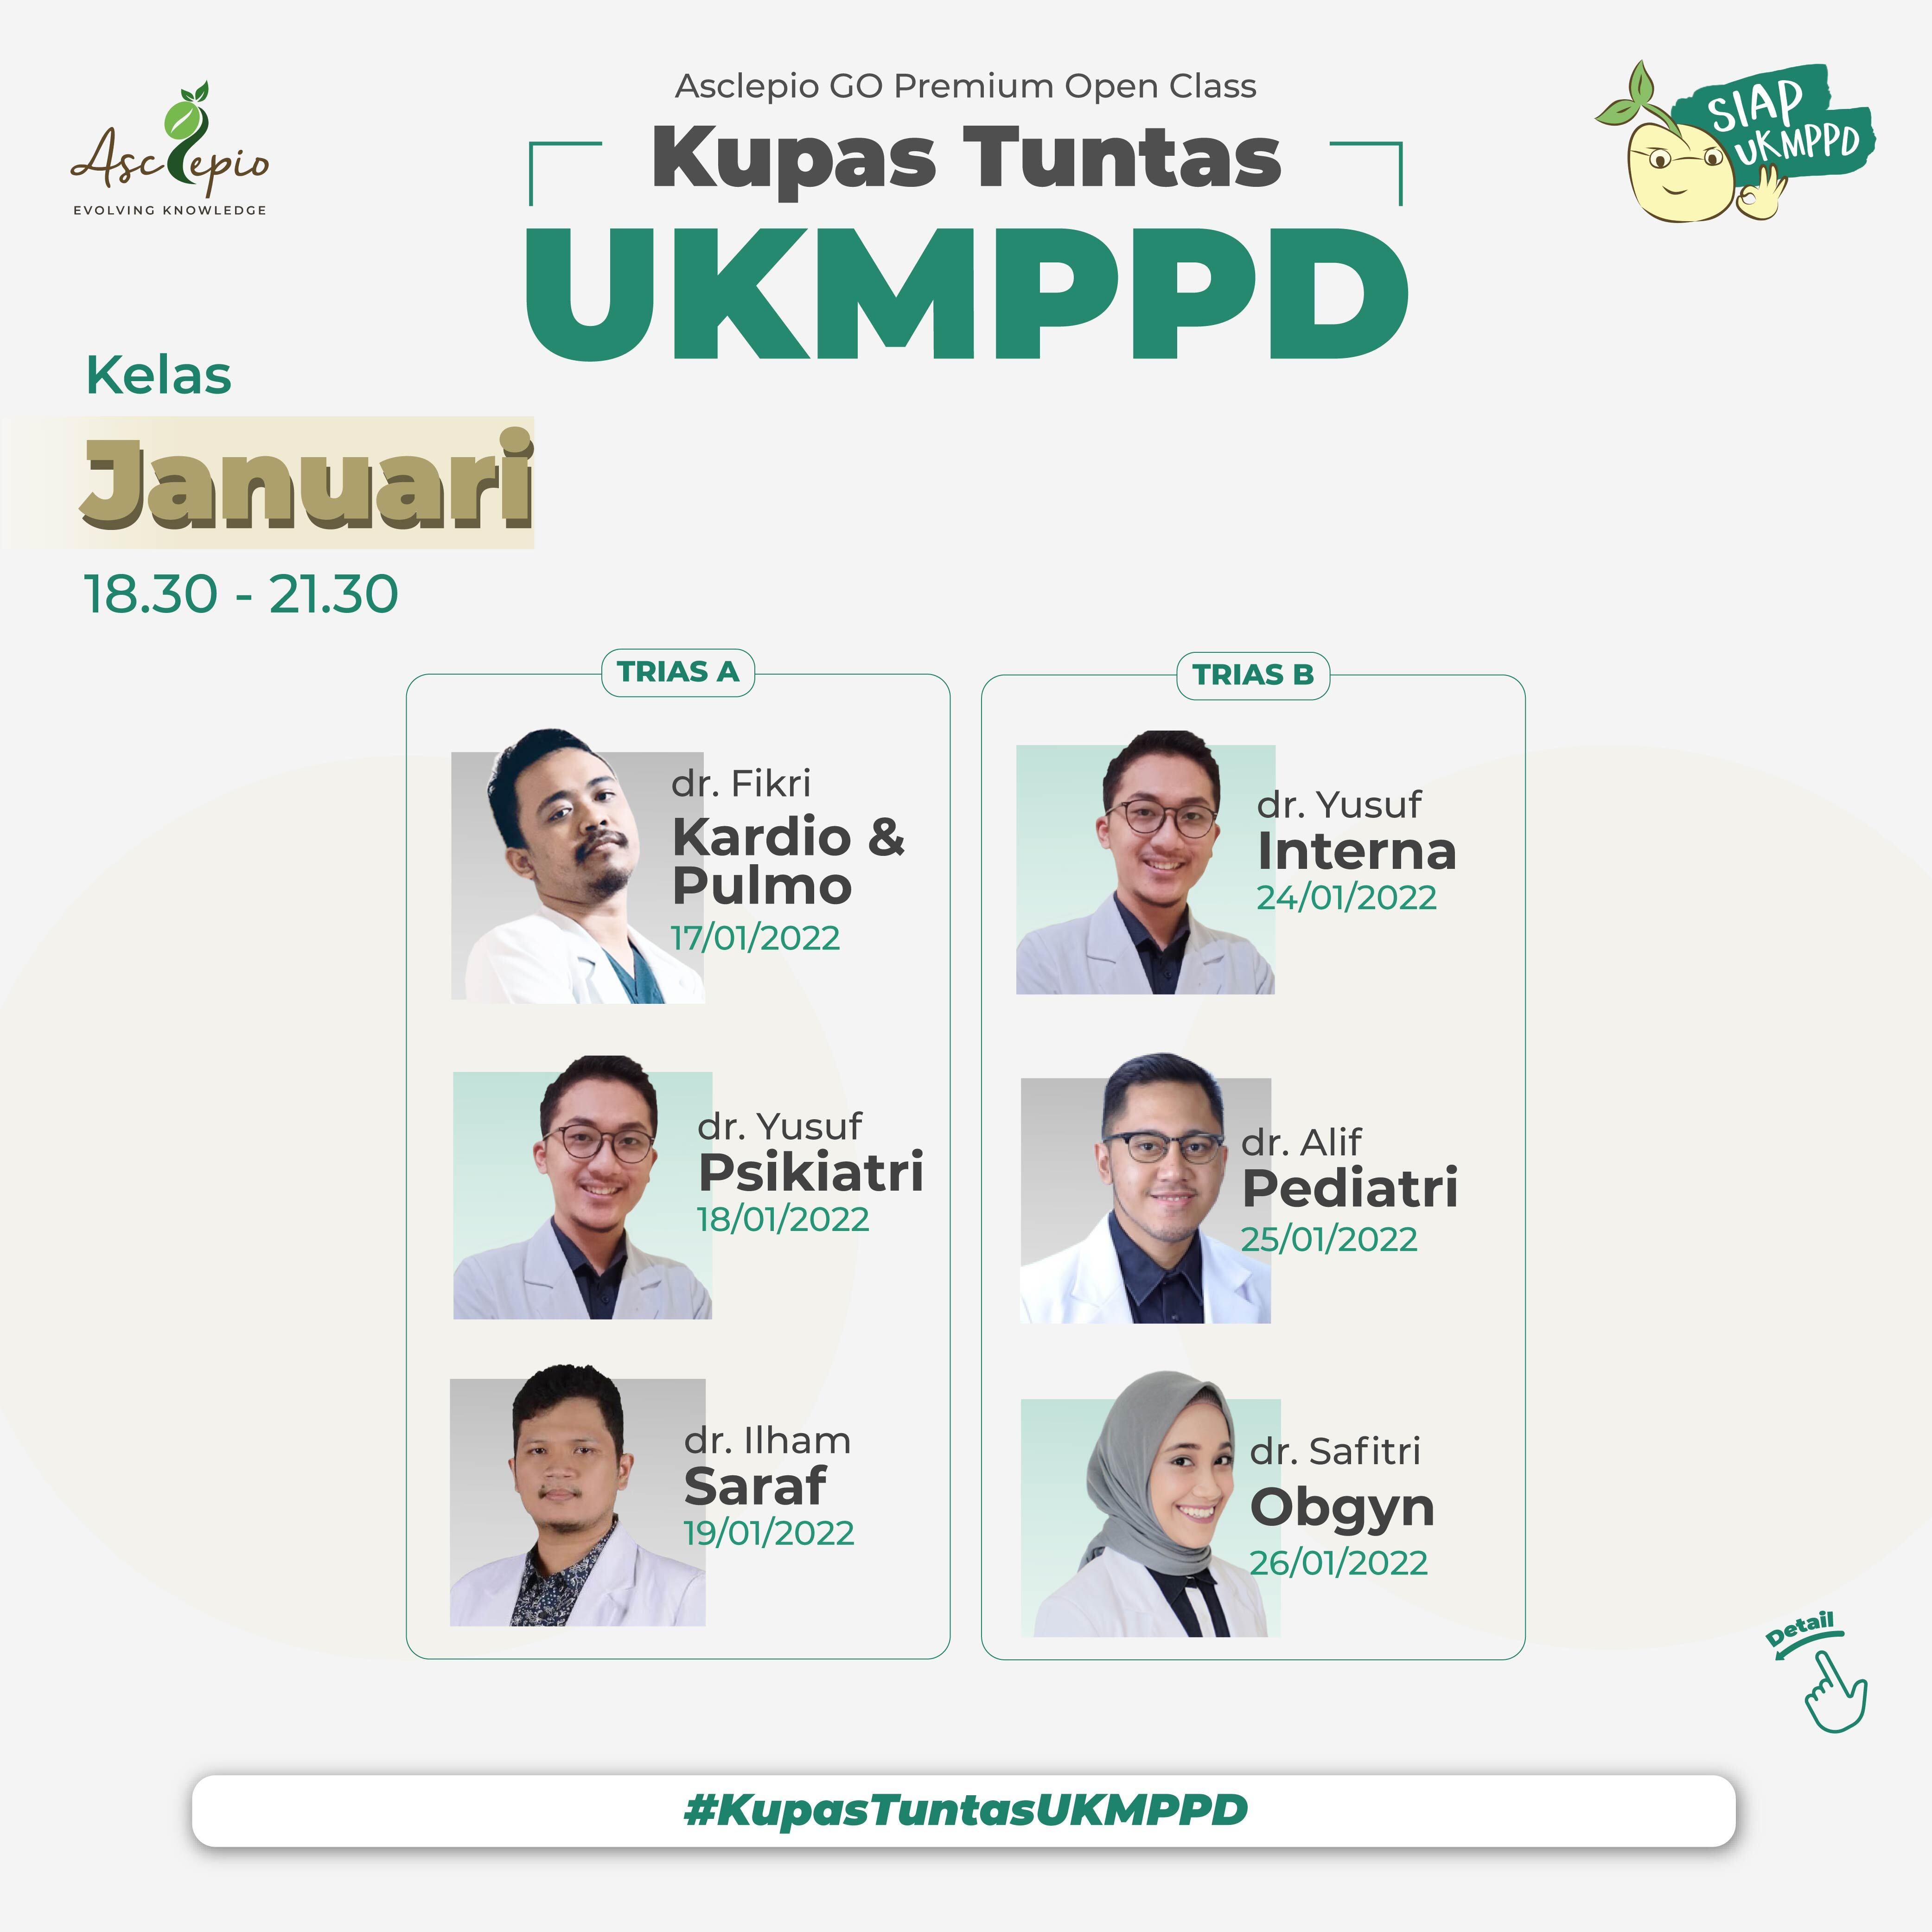 Asclepio
EVOLVING KNOWLEDGE
Asclepio GO Premium Open Class
Kupas Tuntas
UKMPPD
SIAP
UKMPPD
Kelas
Januari
18.30 - 21.30
TRIAS A
dr. Fikri
Kardio &
Pulmo
17/01/2022
dr. Yusuf
Psikiatri
18/01/2022
dr. Ilham
Saraf
19/01/2022
TRIAS B
dr. Yusuf
Interna
24/01/2022
dr. Alif
Pediatri
25/01/2022
dr. Safitri
Obgyn
26/01/2022
Detail
#KupasTuntasUKMPPD